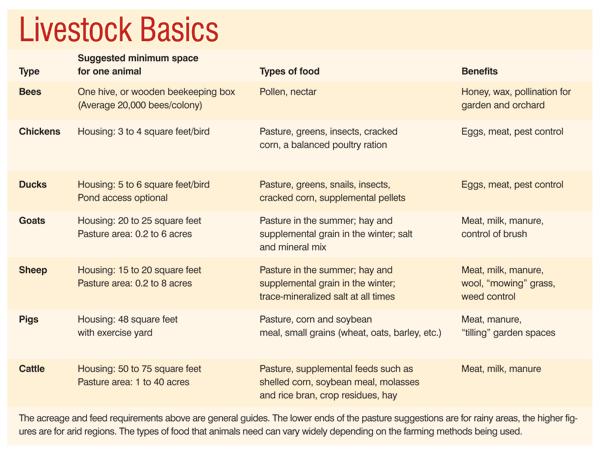 Livestock Basics
Suggested minimum space
Type for one animal Types of food Benefits
Bees One hive, or wooden beekeeping box Pollen, nectar Honey, wax, pollination for
(Average 20,000 bees/colony) garden and orchard
Chickens Housing: 3 to 4 square feet/bird Pasture, greens, insects, cracked Eggs, meat, pest control
corn, a balanced poultry ration
Ducks Housing: 5 to 6 square feet/bird Pasture, greens, snails, insects, Eggs, meat, pest control
Pond access optional cracked corn, supplemental pellets
Goats Housing: 20 to 25 square feet Pasture in the summer; hay and Meat, milk, manure,
Pasture area: 0.2 to 6 acres supplemental grain in the winter; salt control of brush
and mineral mix
Sheep Housing: 15 to 20 square feet Pasture in the summer; hay and Meat, milk, manure,
Pasture area: 0.2 to 8 acres supplemental grain in the winter; wool, “mowing” grass,
trace-mineralized salt at all times weed control
Pigs Housing: 48 square feet Pasture, corn and soybean Meat, manure,
with exercise yard meal, small grains (wheat, oats, barley, etc.) “tilling” garden spaces
Cattle Housing: 50 to 75 square feet Pasture, supplemental feeds such as Meat, milk, manure
Pasture area: 1 to 40 acres shelled corn, soybean meal, molasses
and rice bran, crop residues, hay
The acreage and feed requirements above are general guides. The lower ends of the pasture suggestions are for rainy areas, the higher fig-
ures are for arid regions. The types of food that animals need can vary widely depending on the farming methods being used.